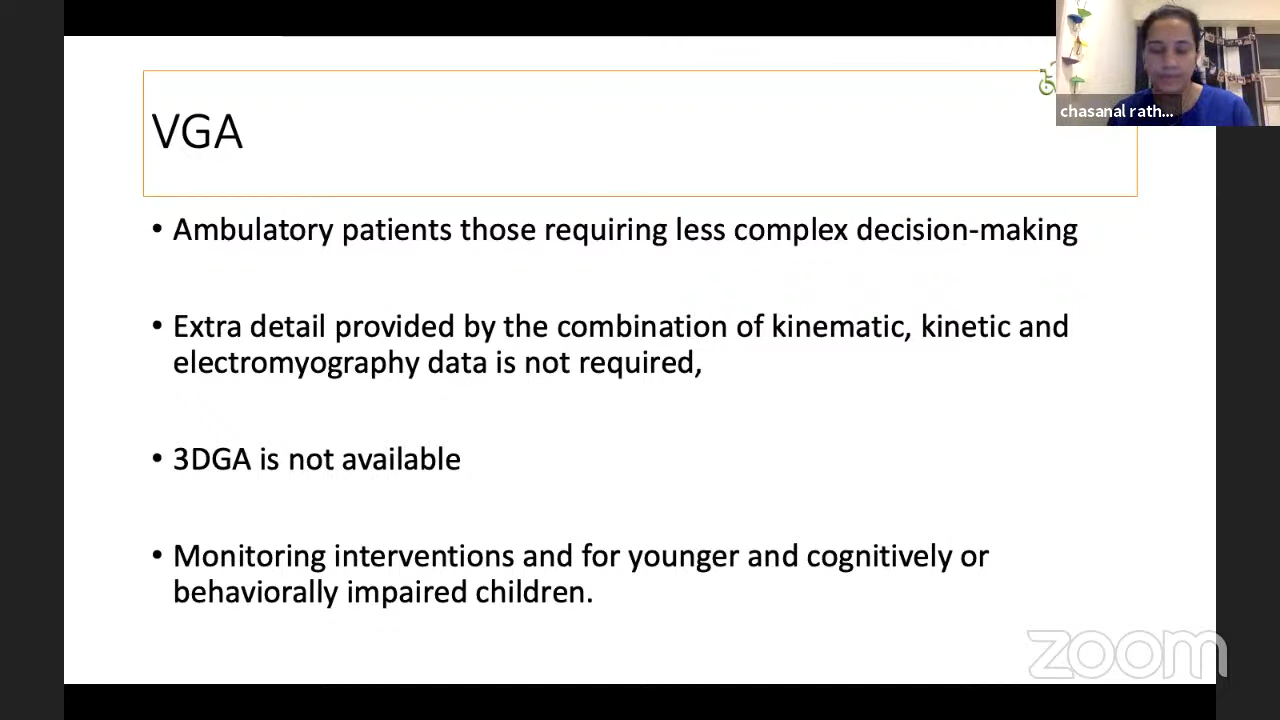 VGA
chasanal rath...
• Ambulatory patients those requiring less complex decision-making
• Extra detail provided by the combination of kinematic, kinetic and
electromyography data is not required,
• 3DGA is not available
• Monitoring interventions and for younger and cognitively or
behaviorally impaired children.
zoom